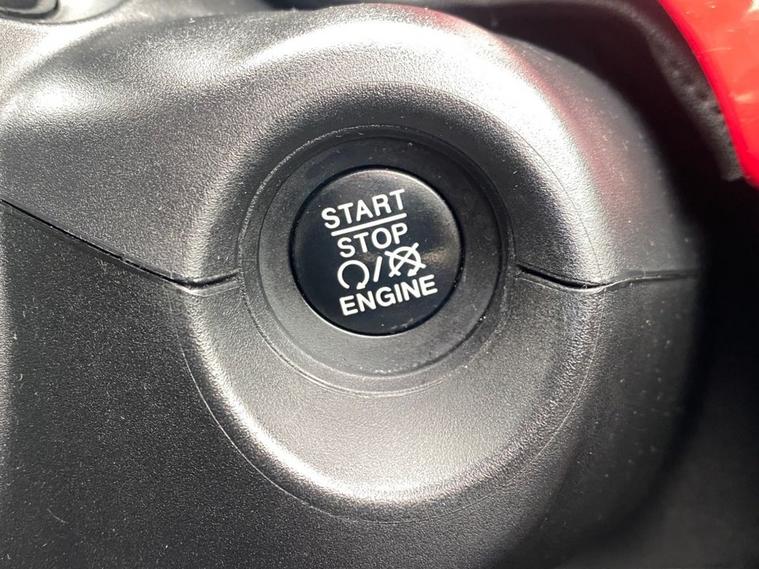 START
STOP
/
ENGINE